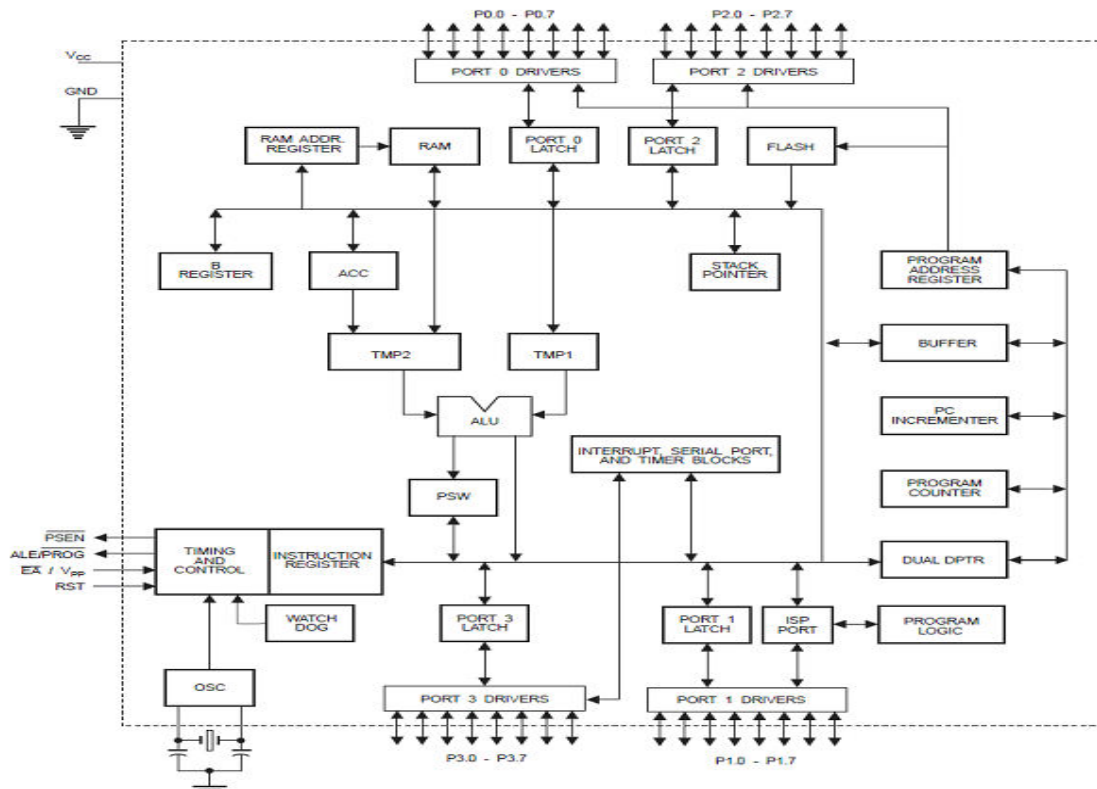 P0.0 - P0.7
P2.0 - P2.7
VCC
PORT 0 DRIVERS
PORT 2 DRIVERS
GND
RAM ADDR.
REGISTER
RAM
PORT 0
LATCH
PORT 2
LATCH
FLASH
B
REGISTER
ACC
STACK
POINTER
PROGRAM
ADDRESS
REGISTER
TMP2
TMP1
BUFFER
ALU
PC
INCREMENTER
INTERRUPT, SERIAL PORT,
AND TIMER BLOCKS
PSW
PROGRAM
COUNTER
PSEN
ALE/PROG
EA / VPP
RST
TIMING
AND
CONTROL
INSTRUCTION
REGISTER
DUAL DPTR
WATCH
DOG
PORT 3
LATCH
PORT 1
LATCH
ISP
PORT
PROGRAM
LOGIC
OSC
PORT 3 DRIVERS
PORT 1 DRIVERS
P3.0 - P3.7
P1.0 - P1.7